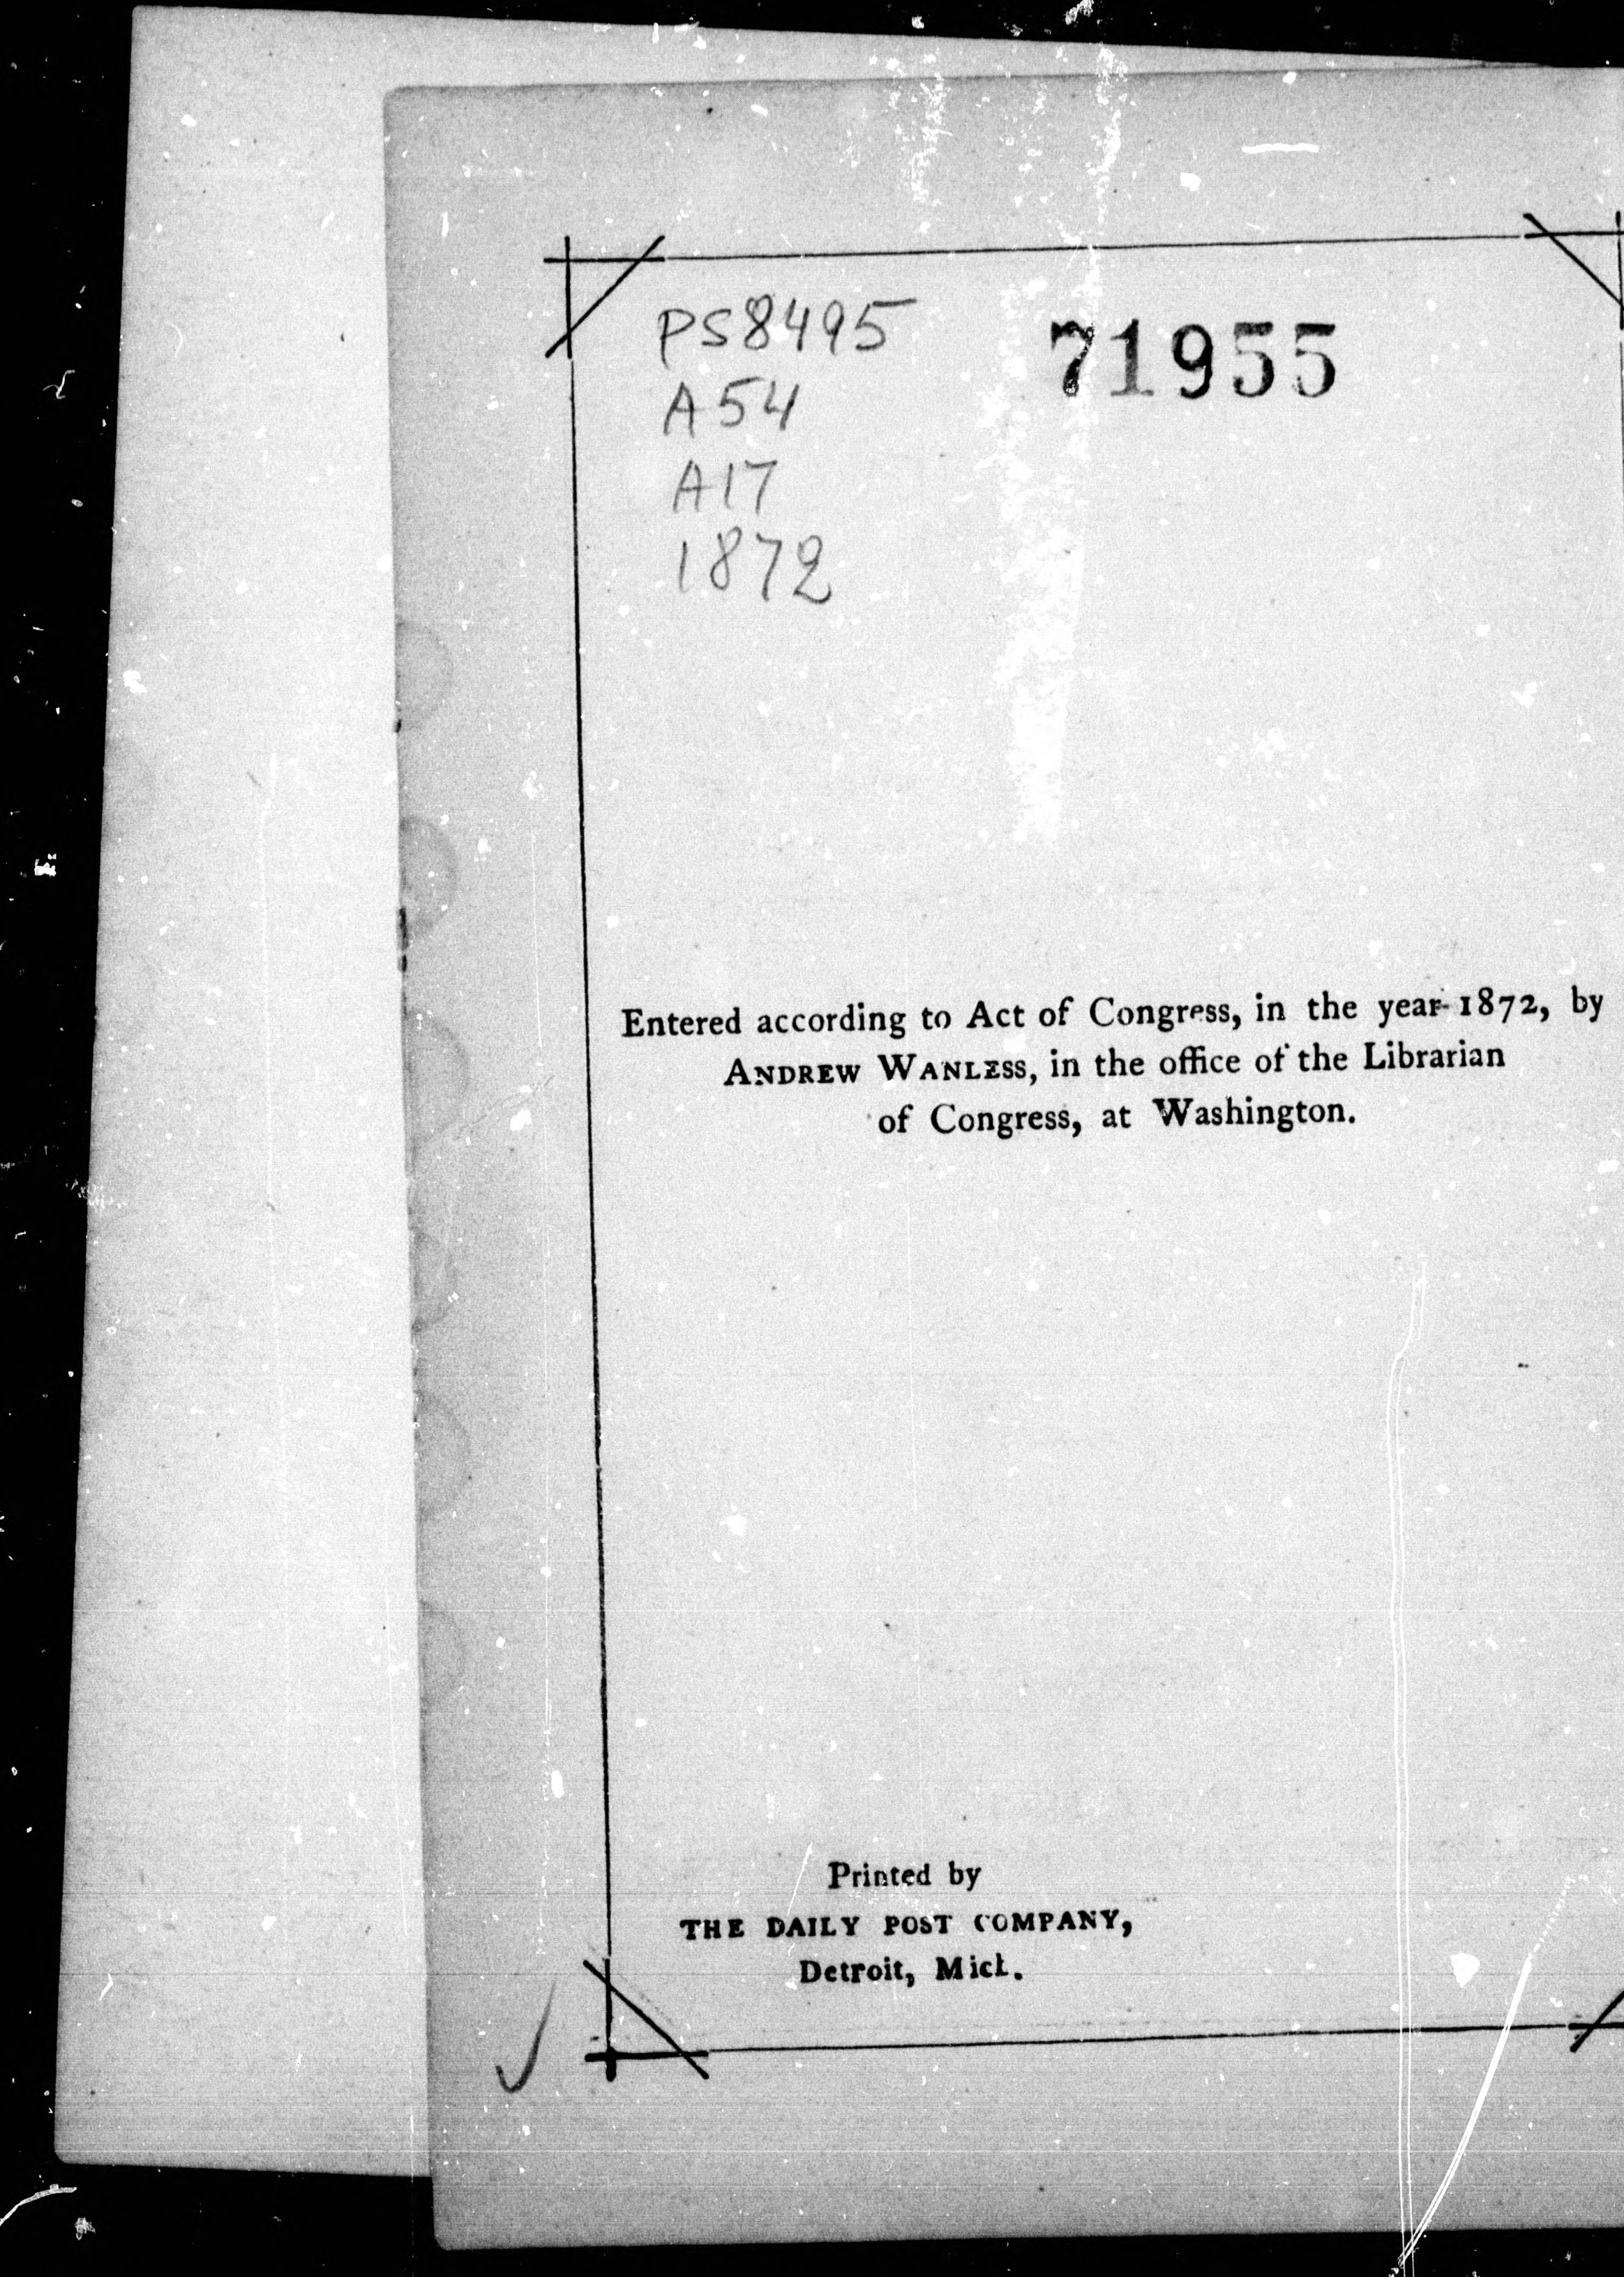 PS8495
71955
A54
A17
1872
Entered according to Act of Congress, in the year 1872, by
ANDREW WANLESS, in the office of the Librarian
of Congress, at Washington.
Printed by
THE DAILY POST COMPANY,
Detroit, Mich.